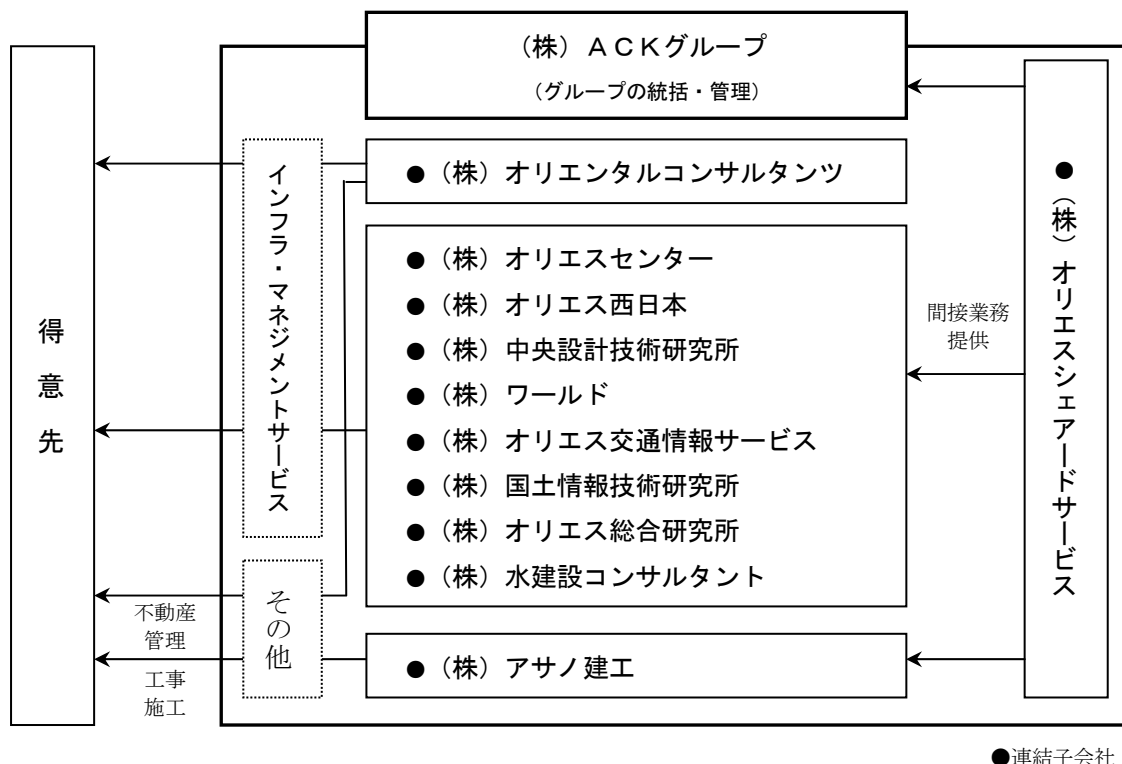 (株)ACKグループ
(グループの統括・管理)
得意先
インフラ・マネジメントサービス
●(株)オリエンタルコンサルタンツ
●(株)オリエスセンター
●(株)オリエス西日本
●(株)中央設計技術研究所
●(株)ワールド
●(株)オリエス交通情報サービス
●(株)国土情報技術研究所
●(株)オリエス総合研究所
●(株)水建設コンサルタント
間接業務
提供
●(株)オリエスシェアードサービス
その他
不動産
管理
工事
施工
●(株)アサノ建工
●連結子会社